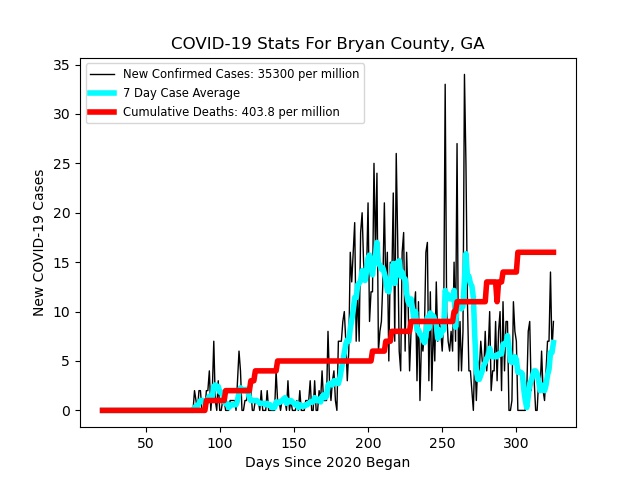 COVID-19 Stats For Bryan County, GA
New Confirmed Cases: 35300 per million
7 Day Case Average
Cumulative Deaths: 403.8 per million
New COVID-19 Cases
35
30
25
20
15
10
5
0
50
100
150
200
250
300
Days Since 2020 Began